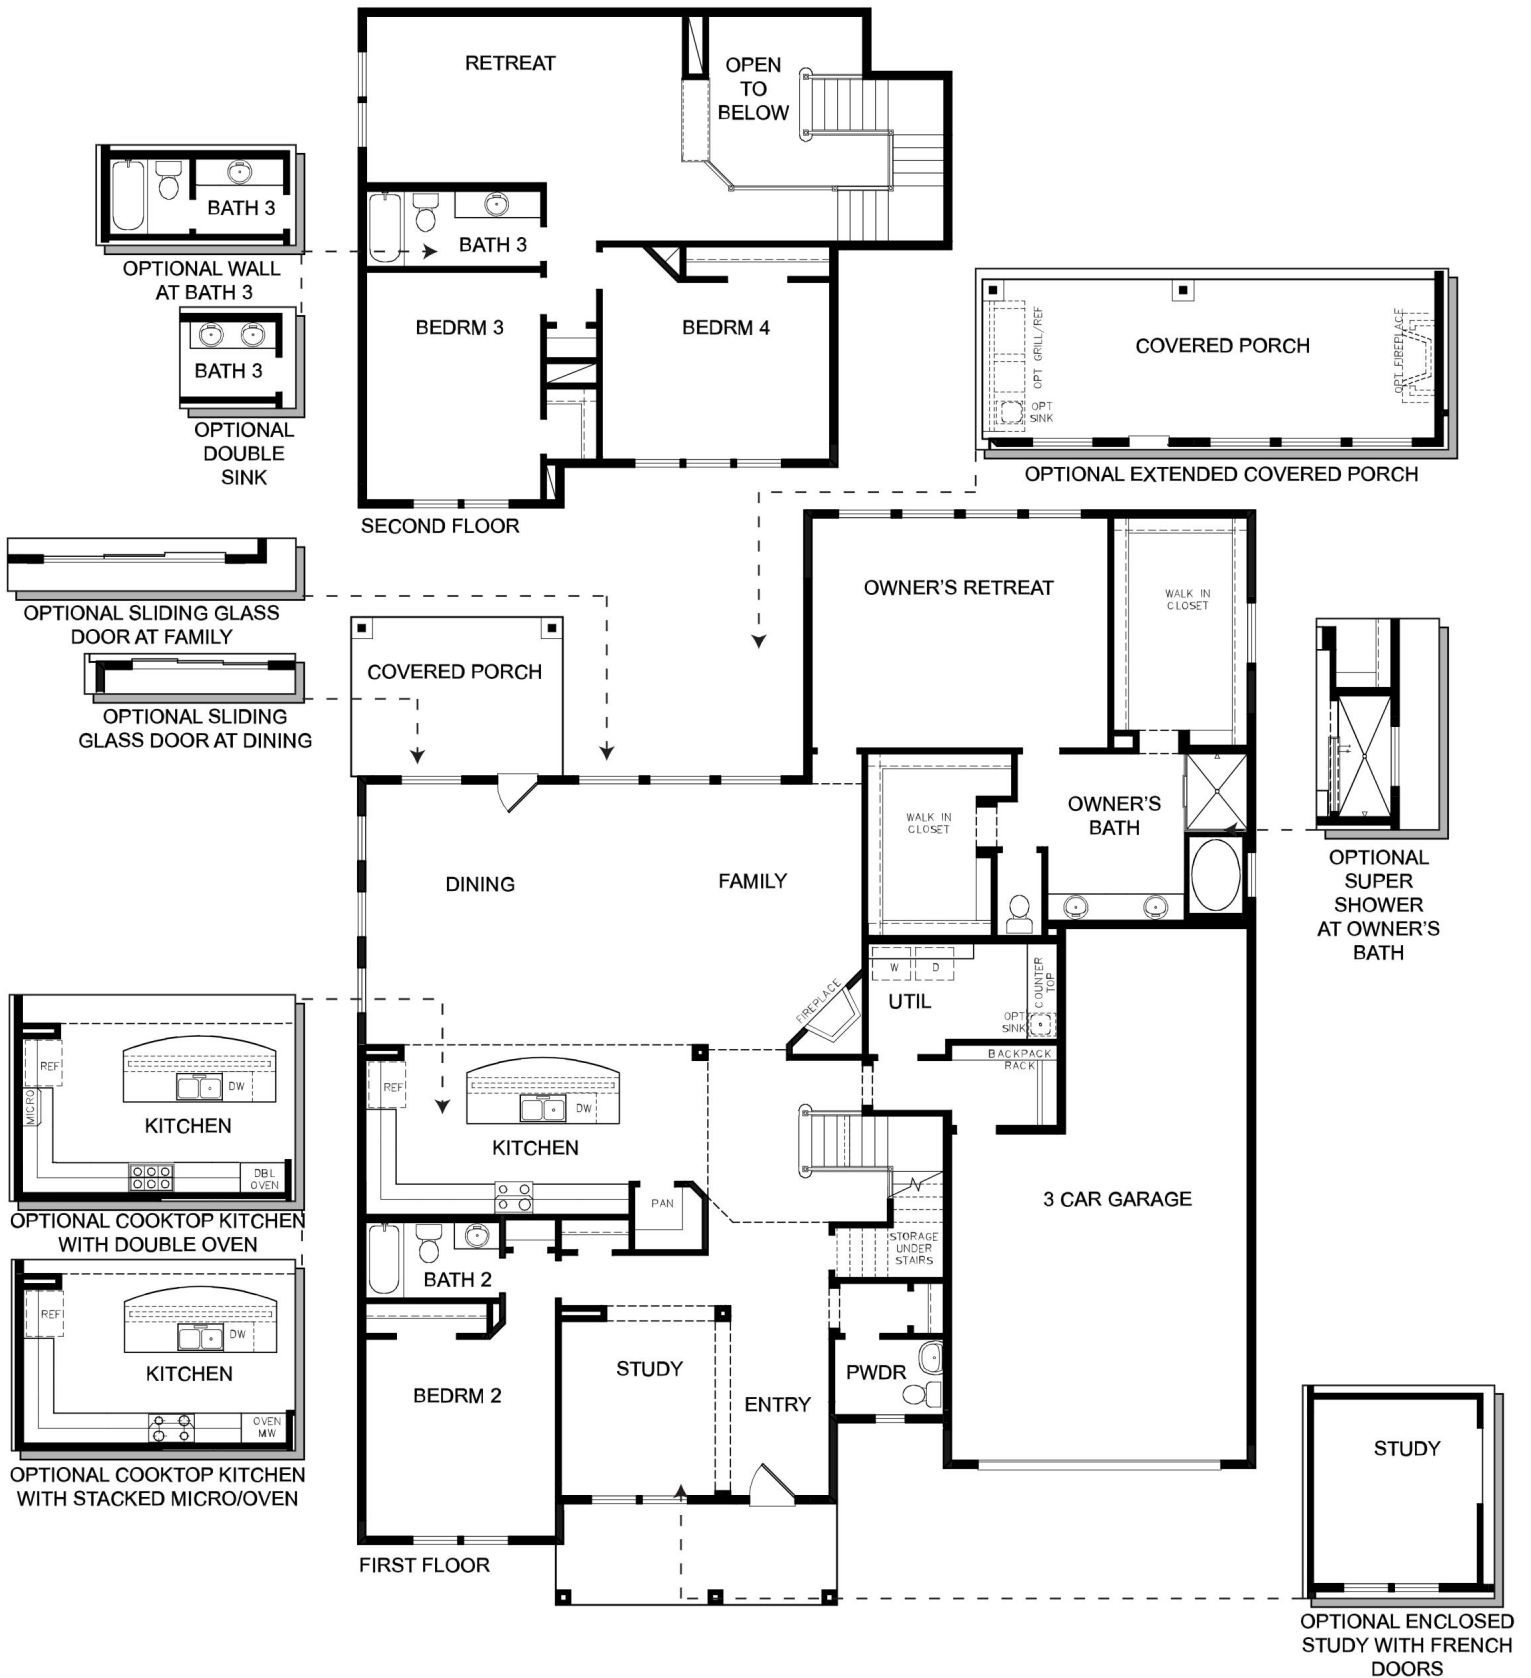 RETREAT
OPEN
TO
BELOW
BATH 3
OPTIONAL WALL
AT BATH 3
BATH 3
BEDRM 3
BEDRM 4
BATH 3
OPTIONAL
DOUBLE
SINK
SECOND FLOOR
OPT GRILL/REF
OPT
SINK
COVERED PORCH
OPT FIREPLACE
OPTIONAL EXTENDED COVERED PORCH
OPTIONAL SLIDING GLASS
DOOR AT FAMILY
OPTIONAL SLIDING
GLASS DOOR AT DINING
COVERED PORCH
OWNER'S RETREAT
WALK IN
CLOSET
WALK IN
CLOSET
OWNER'S
BATH
OPTIONAL
SUPER
SHOWER
AT OWNER'S
BATH
DINING
FAMILY
FIREPLACE
W
D
UTIL
COUNTER
TOP
OPT
SINK
BACKPACK
RACK
REF
DW
MICRO
KITCHEN
DBL
OVEN
OPTIONAL COOKTOP KITCHEN
WITH DOUBLE OVEN
REF
DW
KITCHEN
PAN
3 CAR GARAGE
STORAGE
UNDER
STAIRS
BATH 2
REF
DW
KITCHEN
OVEN
MW
OPTIONAL COOKTOP KITCHEN
WITH STACKED MICRO/OVEN
BEDRM 2
STUDY
ENTRY
PWDR
FIRST FLOOR
STUDY
OPTIONAL ENCLOSED
STUDY WITH FRENCH
DOORS